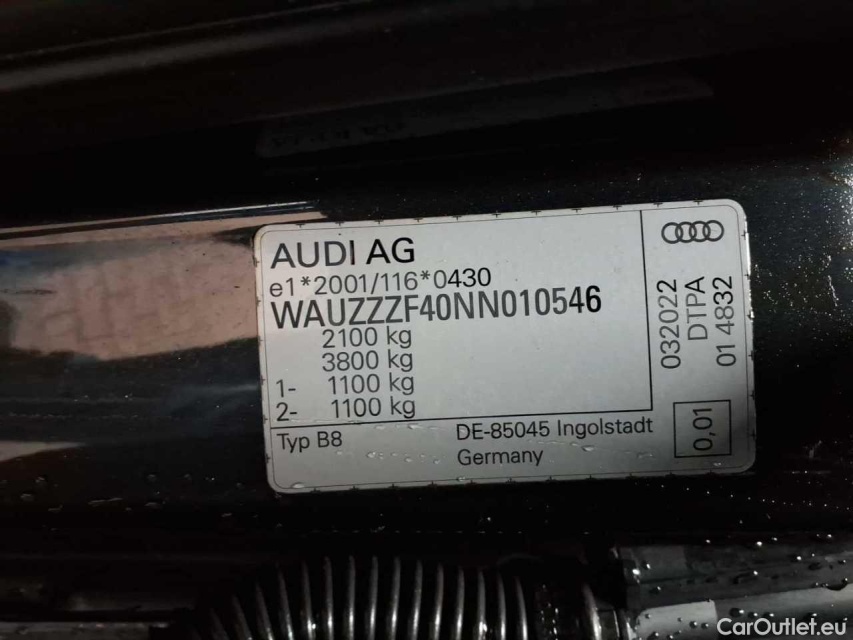 AUDI AG
e1*2001/116*0430
WAUZZZF40NN010546
2100 kg
3800 kg
1- 1100 kg
2- 1100 kg
Typ B8
DE-85045 Ingolstadt
Germany
032022
DTPA
01 4832
0,01
CarOutlet.eu